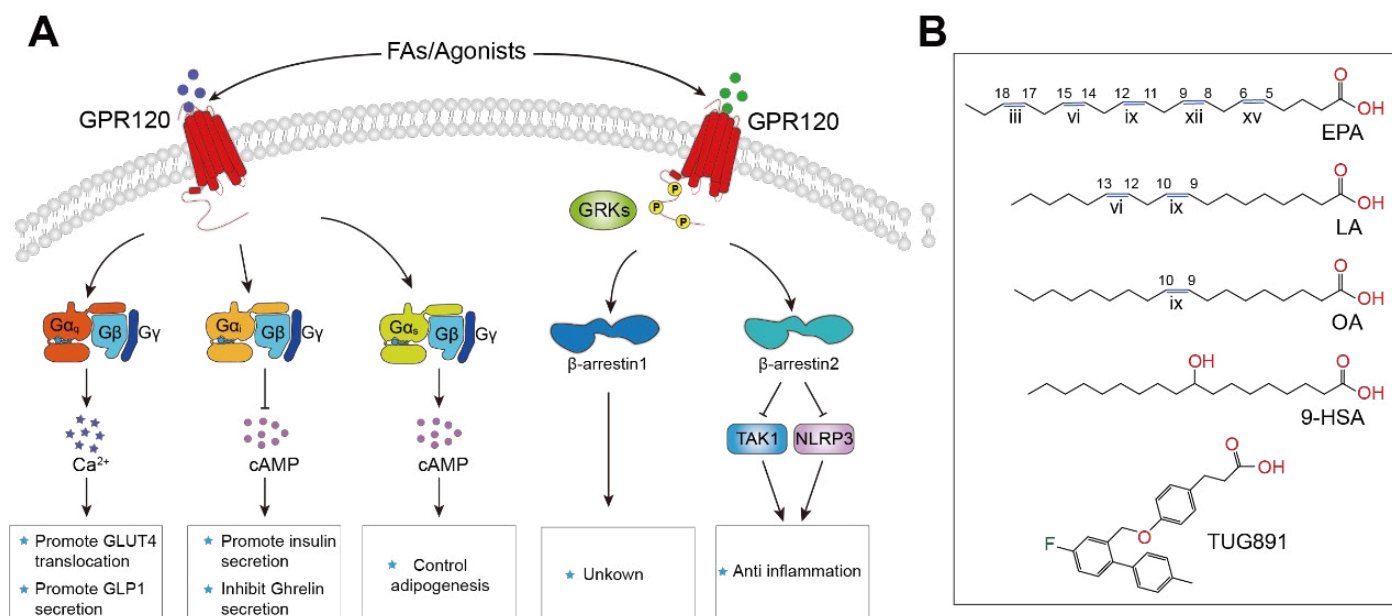 A
FAs/Agonists
GPR120
GPR120
GRKs
P
P
P
Gαq
Gβ
Gγ
Gαi
Gβ
Gγ
Gαs
Gβ
Gγ
β-arrestin1
β-arrestin2
TAK1
NLRP3
Ca²⁺
cAMP
cAMP
Promote GLUT4
translocation
Promote GLP1
secretion
Promote insulin
secretion
Inhibit Ghrelin
secretion
Control
adipogenesis
Unkown
Anti inflammation
B
18 17 15 14 12 11 9 8 6 5
iii vi ix xii xv
O
OH
EPA
13 12 10 9
vi ix
O
OH
LA
10 9
ix
O
OH
OA
OH
O
OH
9-HSA
O
OH
O
F
TUG891